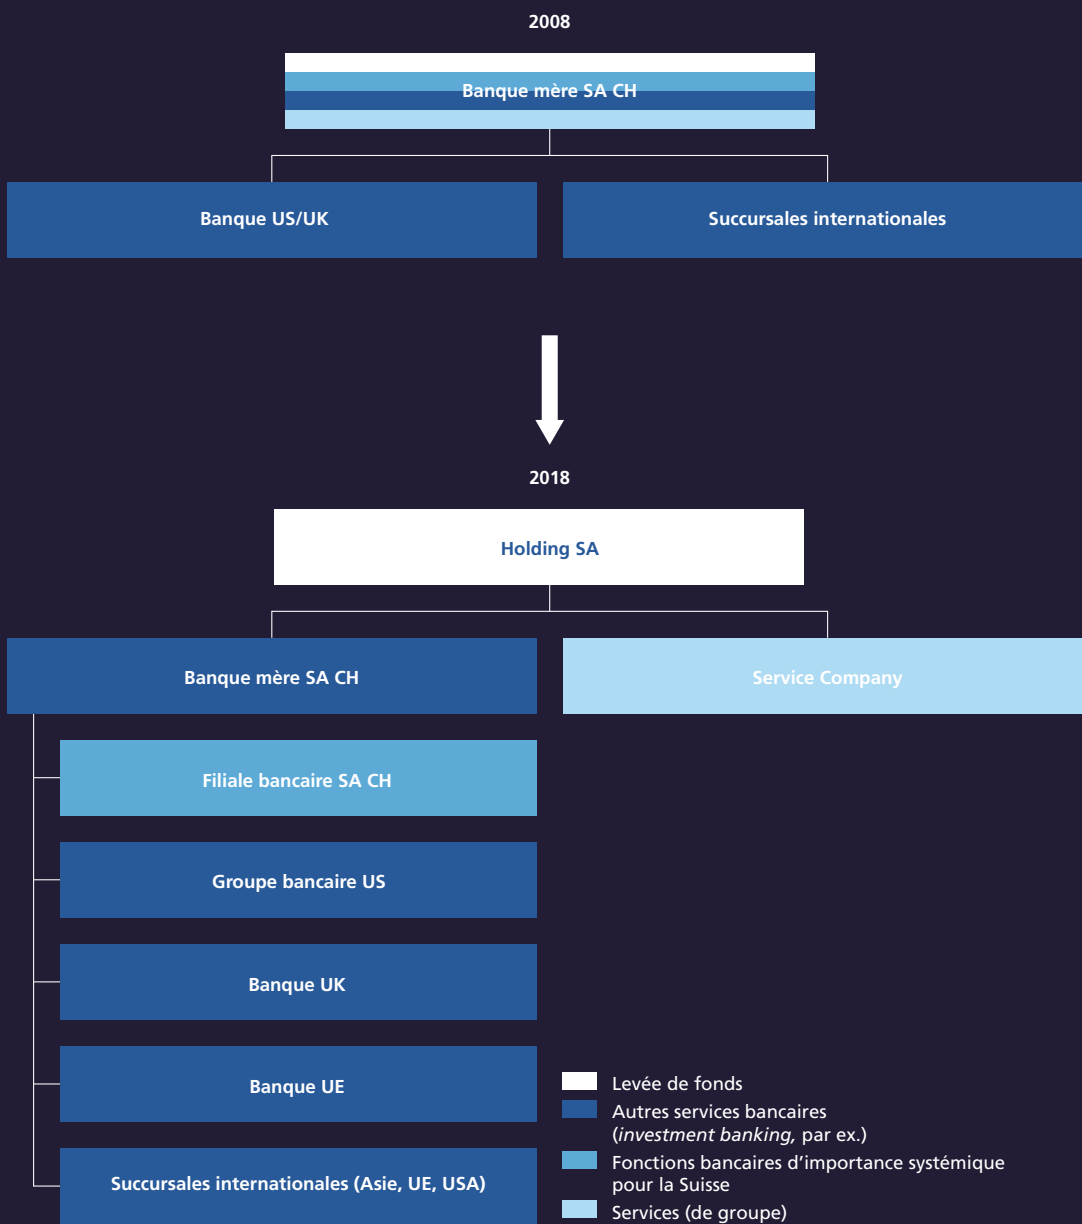 2008
Banque mère SA CH
Banque US/UK
Succursales internationales
2018
Holding SA
Banque mère SA CH
Service Company
Filiale bancaire SA CH
Groupe bancaire US
Banque UK
Banque UE
Succursales internationales (Asie, UE, USA)
Levée de fonds
Autres services bancaires
(investment banking, par ex.)
Fonctions bancaires d’importance systémique
pour la Suisse
Services (de groupe)